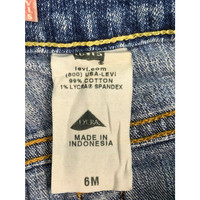 levi.com
(800) USA-LEVI
99% COTTON
1% LYCRA® SPANDEX
LYCRA
MADE IN
INDONESIA
6M